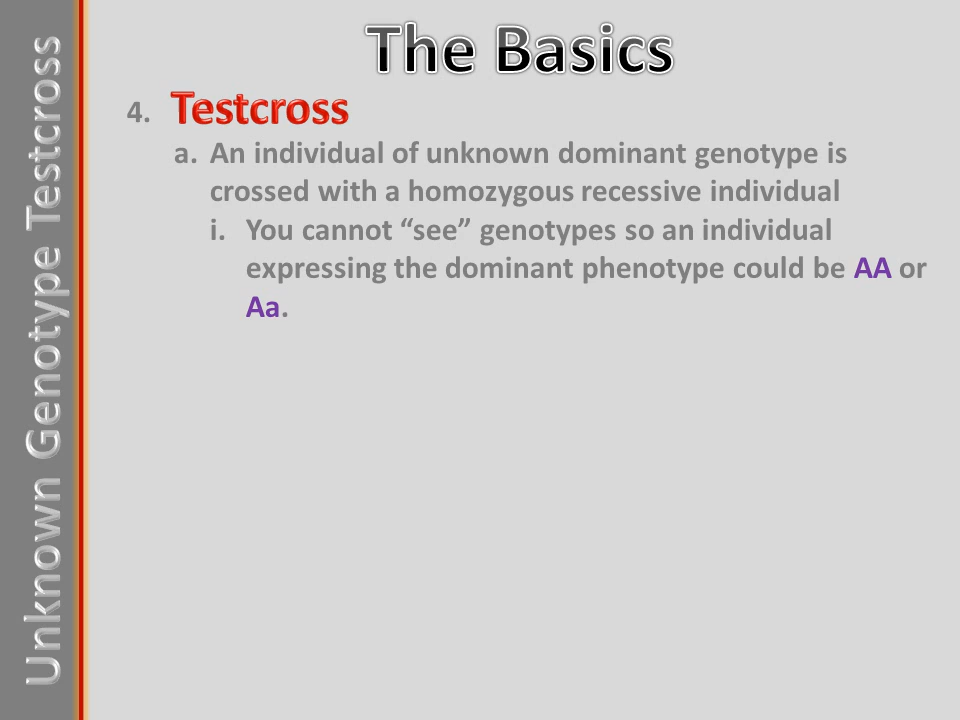 The Basics
4. Testcross
a. An individual of unknown dominant genotype is
crossed with a homozygous recessive individual
i. You cannot “see” genotypes so an individual
expressing the dominant phenotype could be AA or
Aa.
Unknown Genotype Testcross